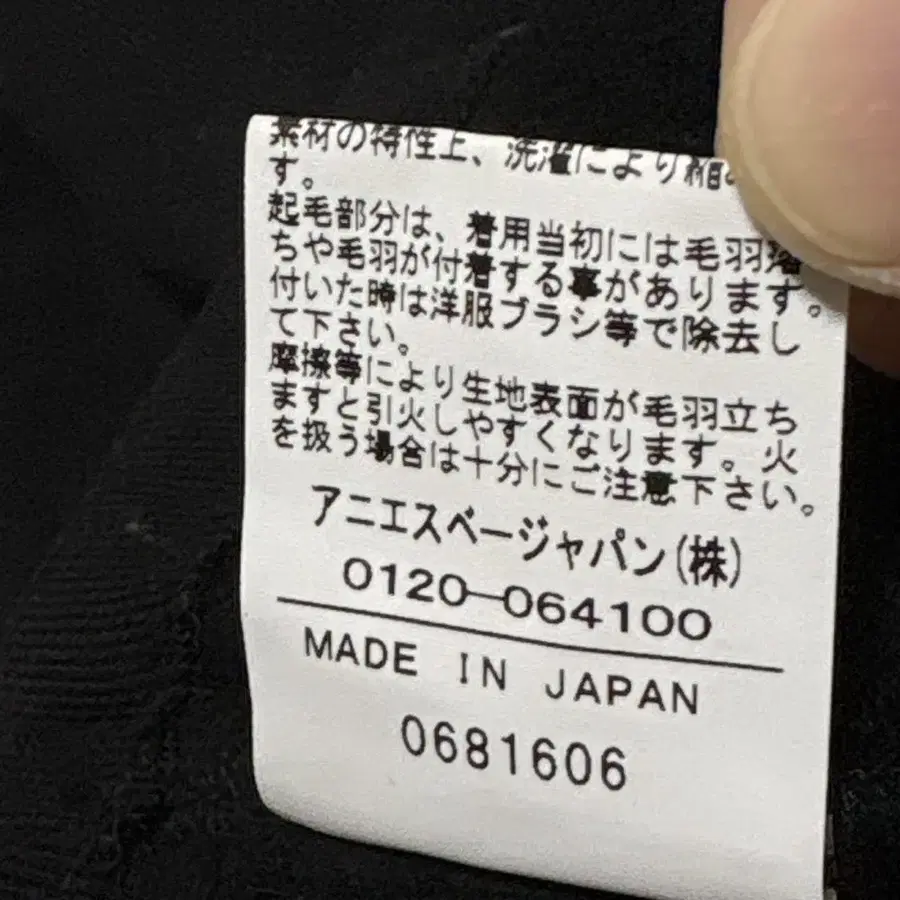 素材の特性上、洗濯により
す。
起毛部分は、着用当初には毛羽落
ちや毛羽が付着する事があります。
付いた時は洋服ブラシ等で除去し
て下さい。
摩擦等により生地表面が毛羽立ち
ますと引火しやすくなります。火
を扱う場合は十分にご注意下さい。
アニエスベージャパン(株)
0120-064100
MADE IN JAPAN
0681606